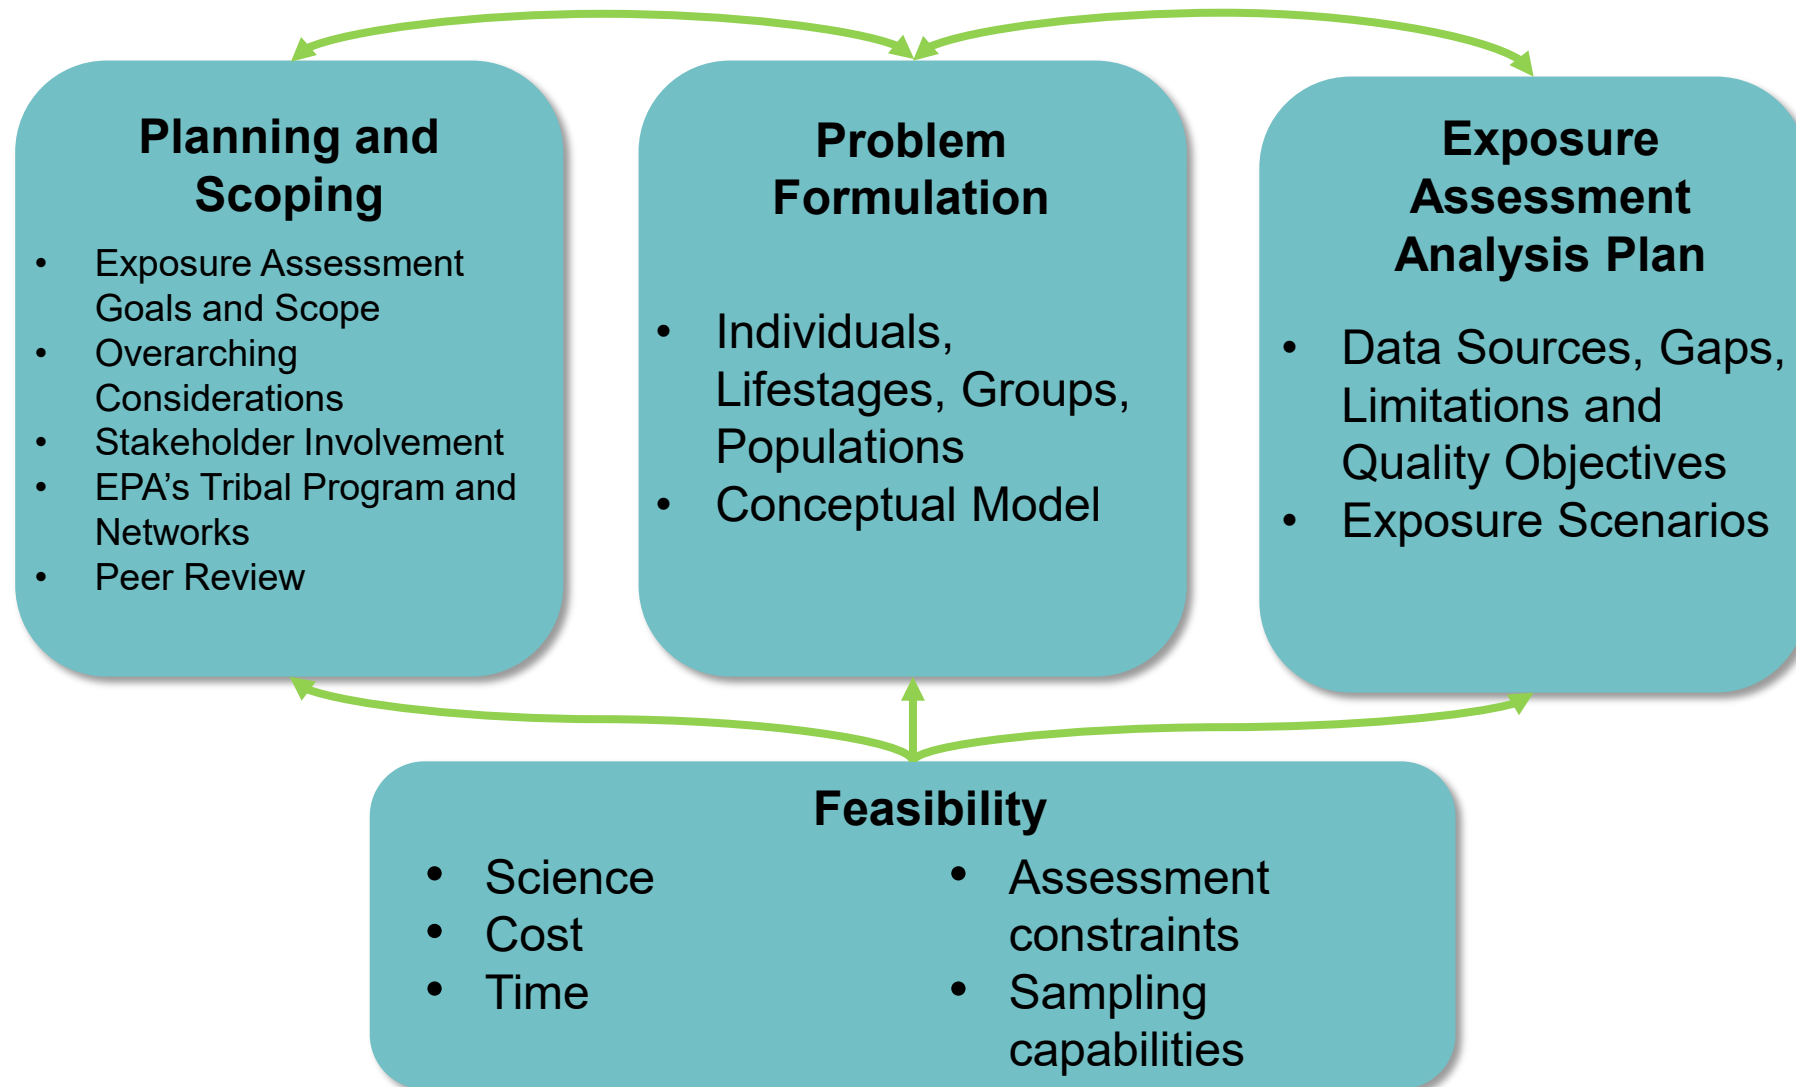 Planning and
Scoping
• Exposure Assessment
Goals and Scope
• Overarching
Considerations
• Stakeholder Involvement
• EPA’s Tribal Program and
Networks
• Peer Review
Problem
Formulation
• Individuals,
Lifestages, Groups,
Populations
• Conceptual Model
Exposure
Assessment
Analysis Plan
• Data Sources, Gaps,
Limitations and
Quality Objectives
• Exposure Scenarios
Feasibility
• Science
• Cost
• Time
• Assessment
constraints
• Sampling
capabilities